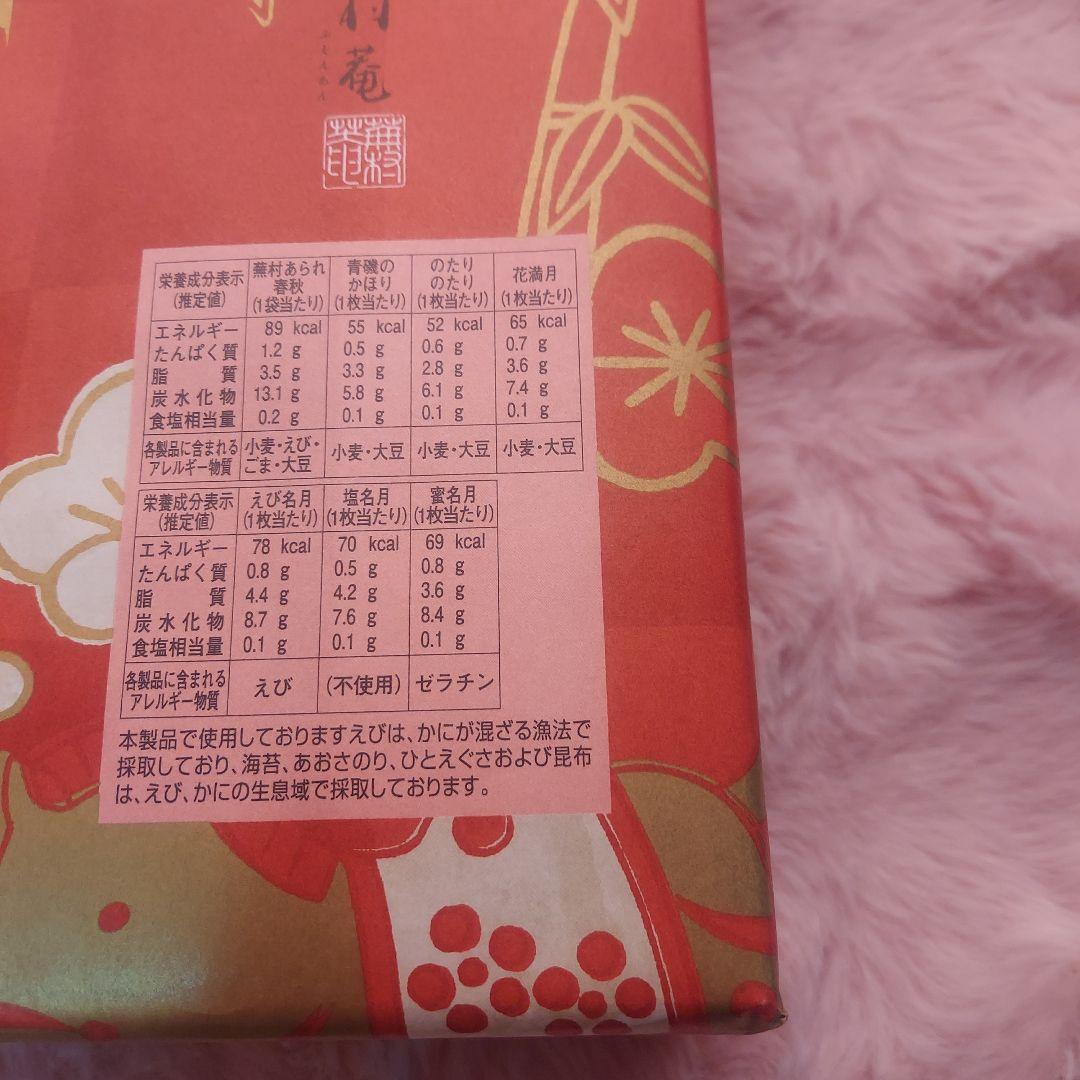 村菴
ぶそんあん
蕪村
菴印
栄養成分表示 蕪村あられ 青磯の のたり 花満月
(推定値) 春秋 かほり のたり (1枚当たり)
(1袋当たり) (1枚当たり) (1枚当たり)
エネルギー 89 kcal 55 kcal 52 kcal 65 kcal
たんぱく質 1.2 g 0.5 g 0.6 g 0.7 g
脂質 3.5 g 3.3 g 2.8 g 3.6 g
炭水化物 13.1 g 5.8 g 6.1 g 7.4 g
食塩相当量 0.2 g 0.1 g 0.1 g 0.1 g
各製品に含まれる 小麦・えび・ 小麦・大豆 小麦・大豆 小麦・大豆
アレルギー物質 ごま・大豆
栄養成分表示 えび名月 塩名月 蜜名月
(推定値) (1枚当たり) (1枚当たり) (1枚当たり)
エネルギー 78 kcal 70 kcal 69 kcal
たんぱく質 0.8 g 0.5 g 0.8 g
脂質 4.4 g 4.2 g 3.6 g
炭水化物 8.7 g 7.6 g 8.4 g
食塩相当量 0.1 g 0.1 g 0.1 g
各製品に含まれる えび (不使用) ゼラチン
アレルギー物質
本製品で使用しておりますえびは、かにが混ざる漁法で
採取しており、海苔、あおさのり、ひとえぐさおよび昆布
は、えび、かにの生息域で採取しております。